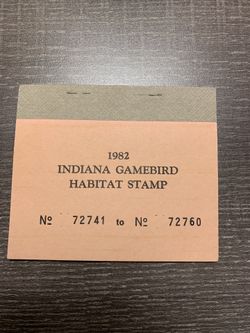 1982
INDIANA GAMEBIRD
HABITAT STAMP
Nº 72741 to Nº 72760